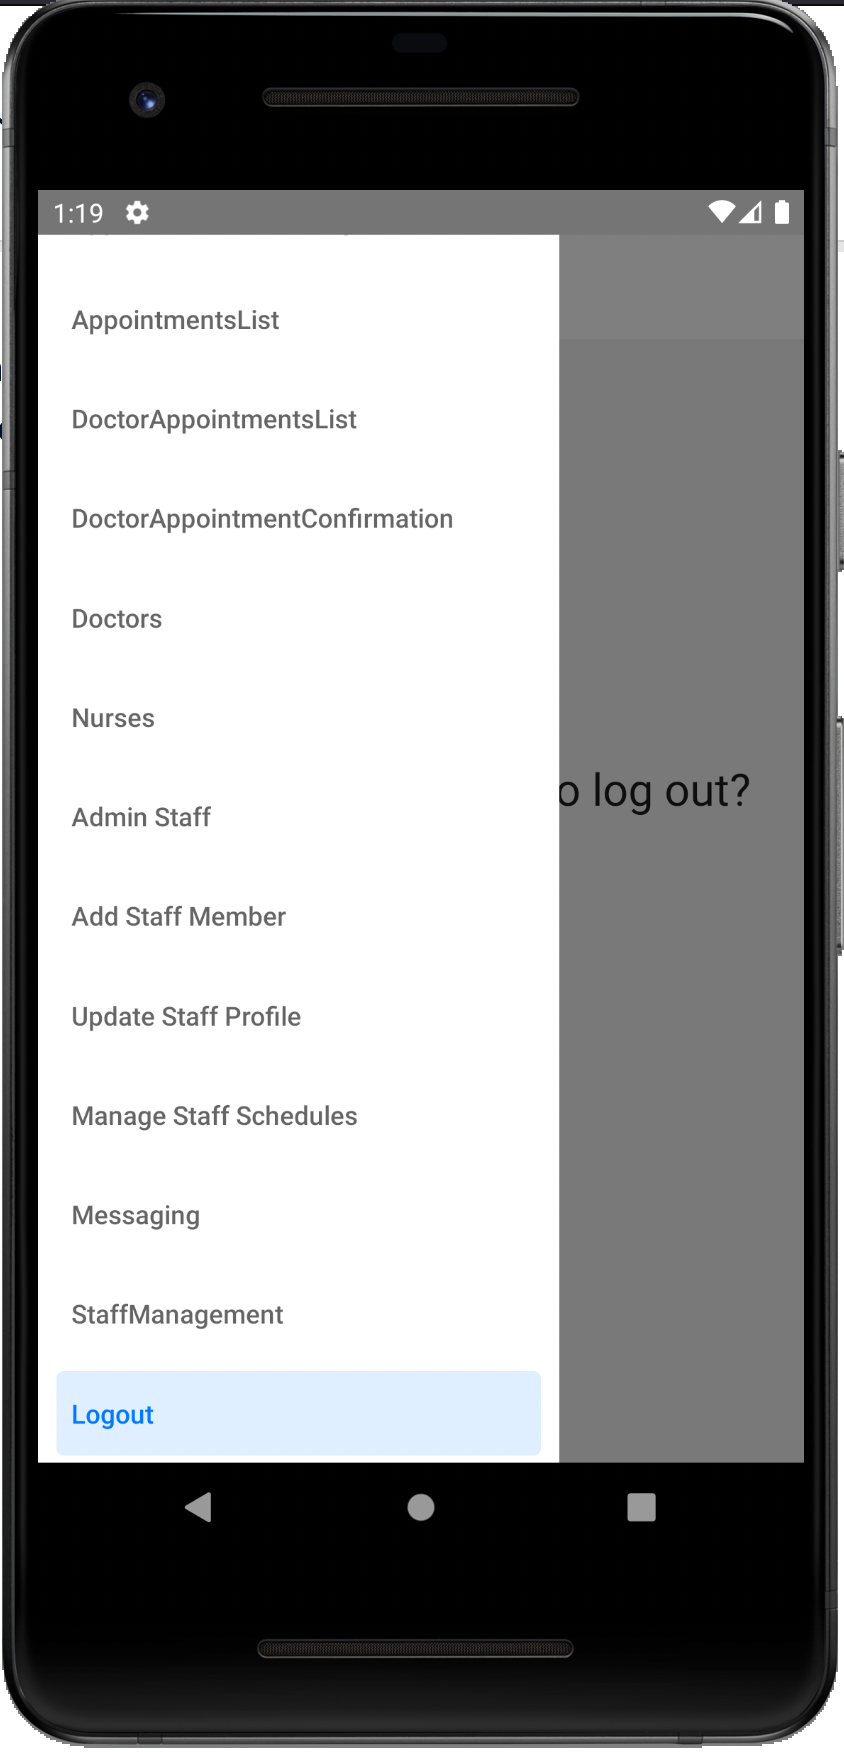 1:19
AppointmentsList
DoctorAppointmentsList
DoctorAppointmentConfirmation
Doctors
Nurses
Admin Staff
o log out?
Add Staff Member
Update Staff Profile
Manage Staff Schedules
Messaging
StaffManagement
Logout